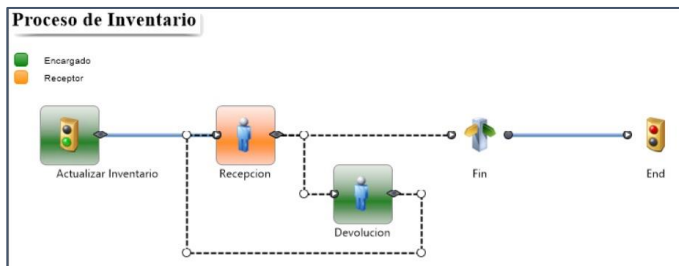 Proceso de Inventario
Encargado
Receptor
Actualizar Inventario
Recepcion
Fin
End
Devolucion